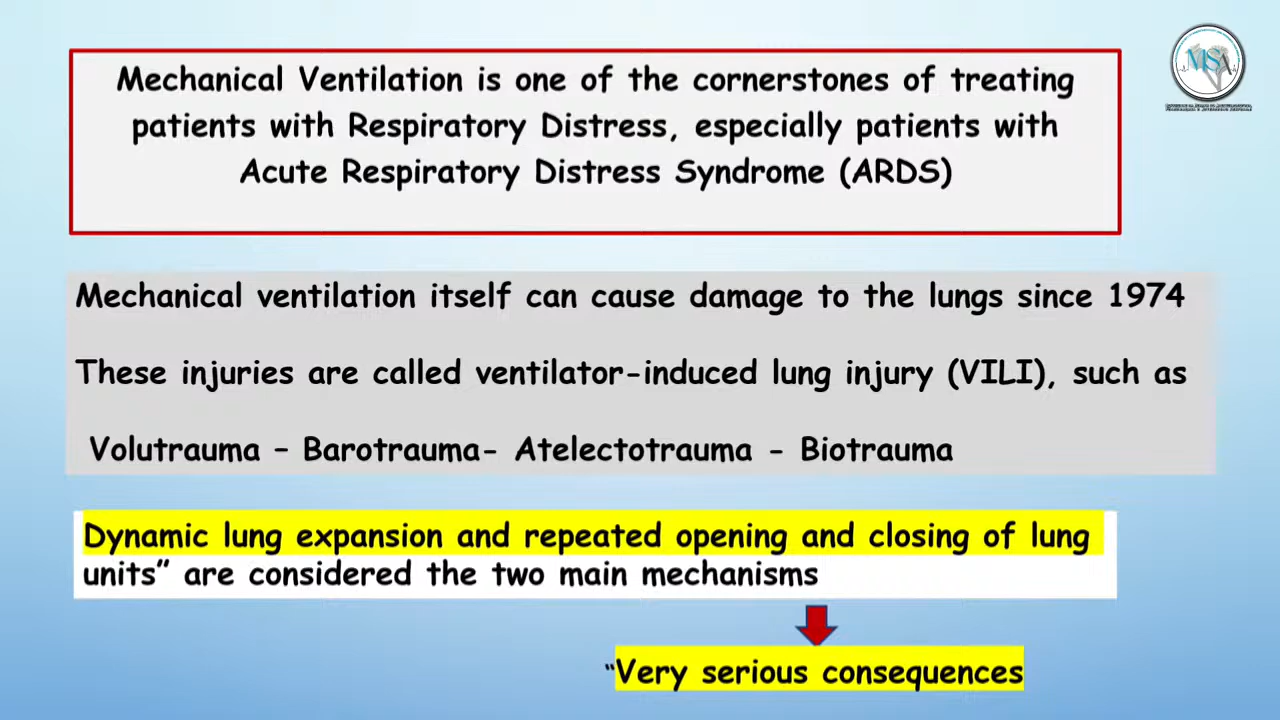 MSA
Mechanical Ventilation is one of the cornerstones of treating
patients with Respiratory Distress, especially patients with
Acute Respiratory Distress Syndrome (ARDS)
Mechanical ventilation itself can cause damage to the lungs since 1974
These injuries are called ventilator-induced lung injury (VILI), such as
Volutrauma – Barotrauma- Atelectotrauma - Biotrauma
Dynamic lung expansion and repeated opening and closing of lung
units” are considered the two main mechanisms
“Very serious consequences